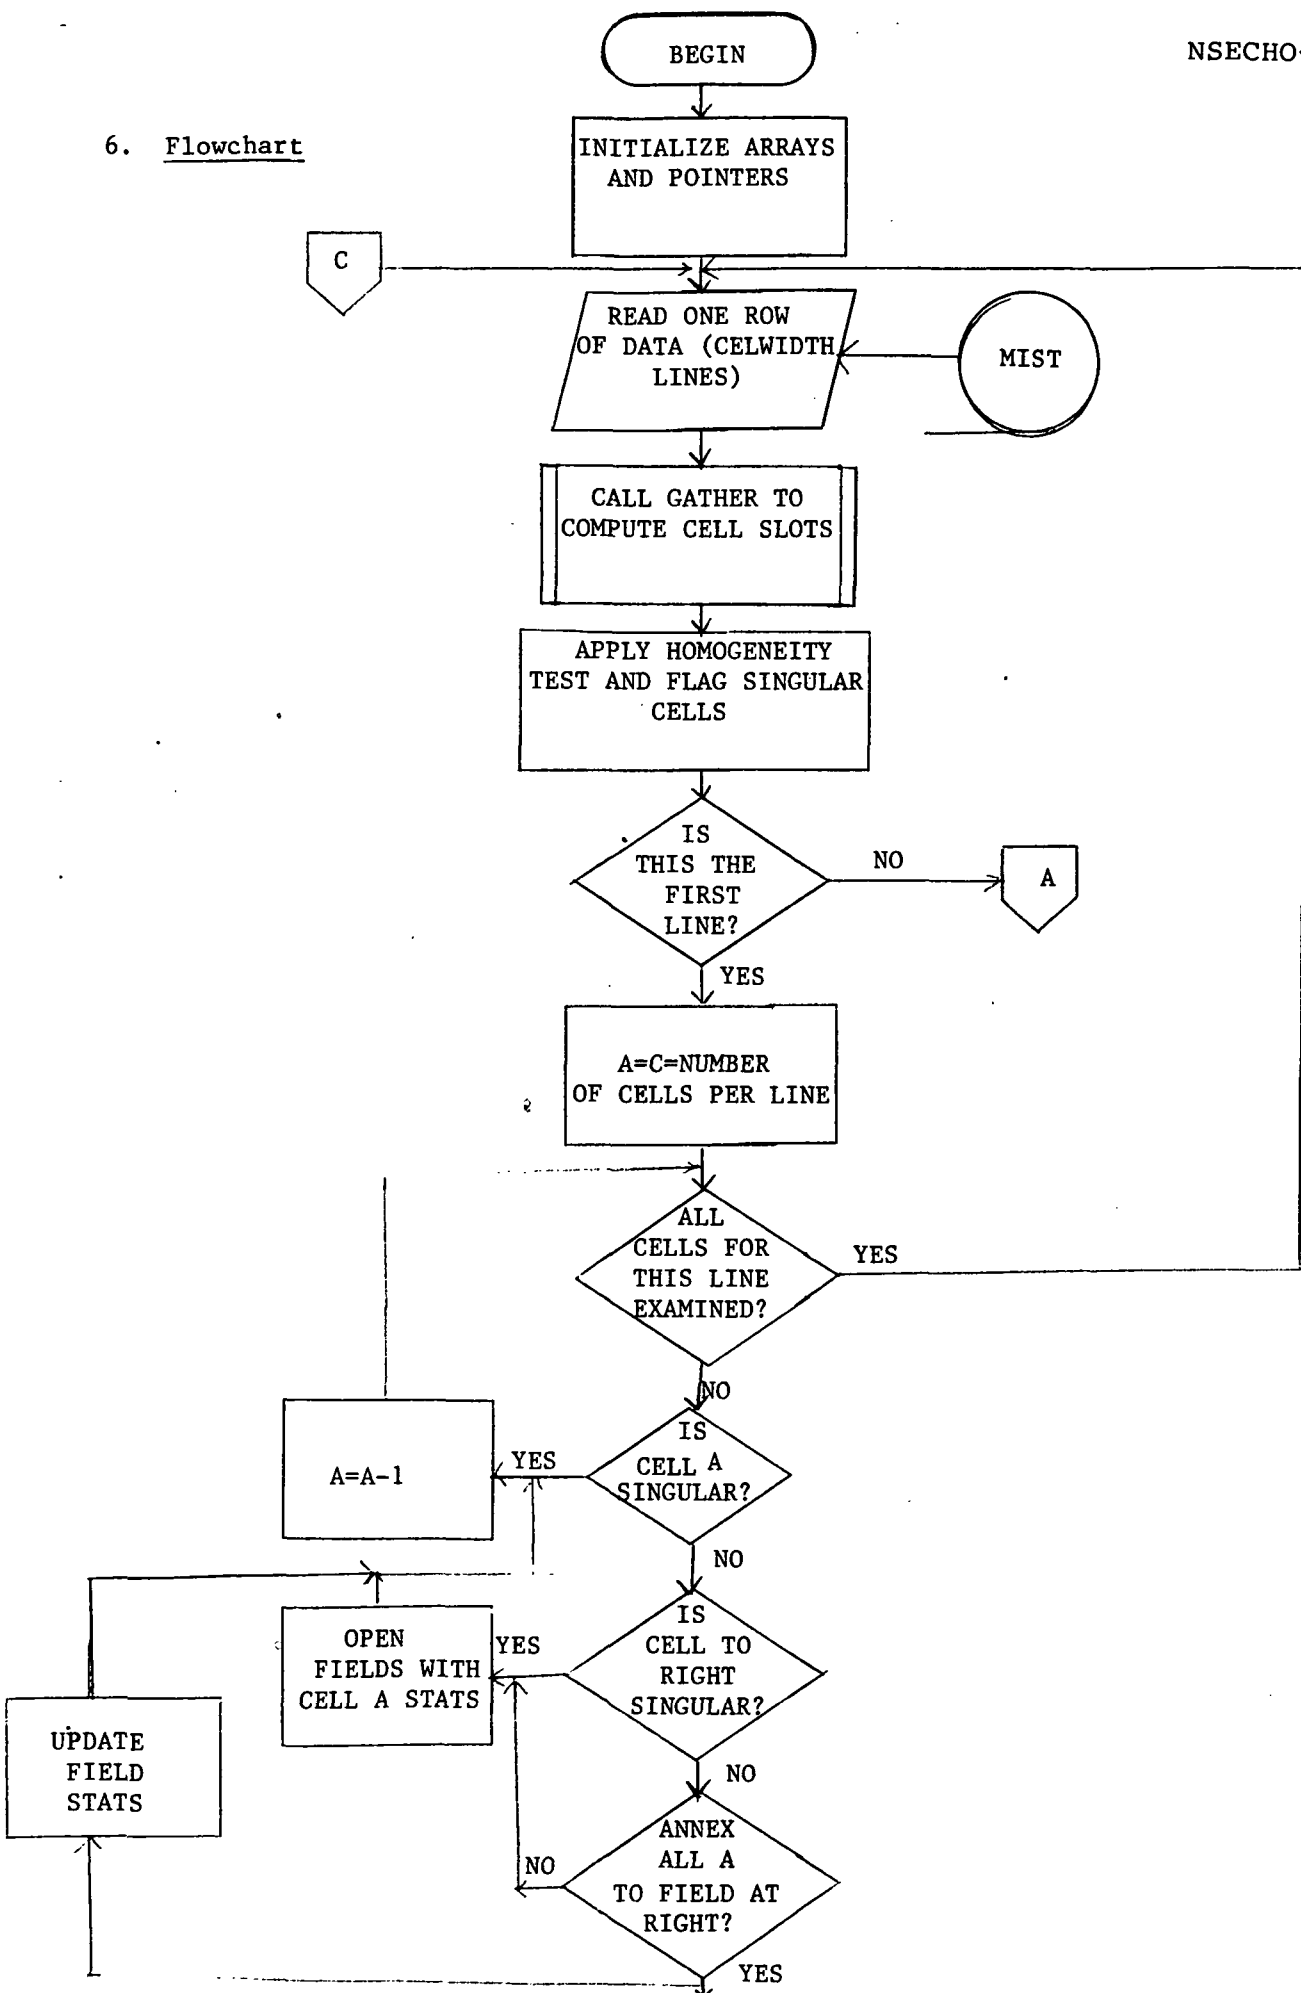 NSECHO-
BEGIN
6. Flowchart
INITIALIZE ARRAYS
AND POINTERS
C
READ ONE ROW
OF DATA (CELWIDTH
LINES)
MIST
CALL GATHER TO
COMPUTE CELL SLOTS
APPLY HOMOGENEITY
TEST AND FLAG SINGULAR
CELLS
IS
THIS THE
FIRST
LINE?
NO
A
YES
A=C=NUMBER
OF CELLS PER LINE
ALL
CELLS FOR
THIS LINE
EXAMINED?
YES
NO
IS
CELL A
SINGULAR?
YES
A=A-1
NO
IS
CELL TO
RIGHT
SINGULAR?
YES
OPEN
FIELDS WITH
CELL A STATS
UPDATE
FIELD
STATS
NO
ANNEX
ALL A
TO FIELD AT
RIGHT?
NO
YES